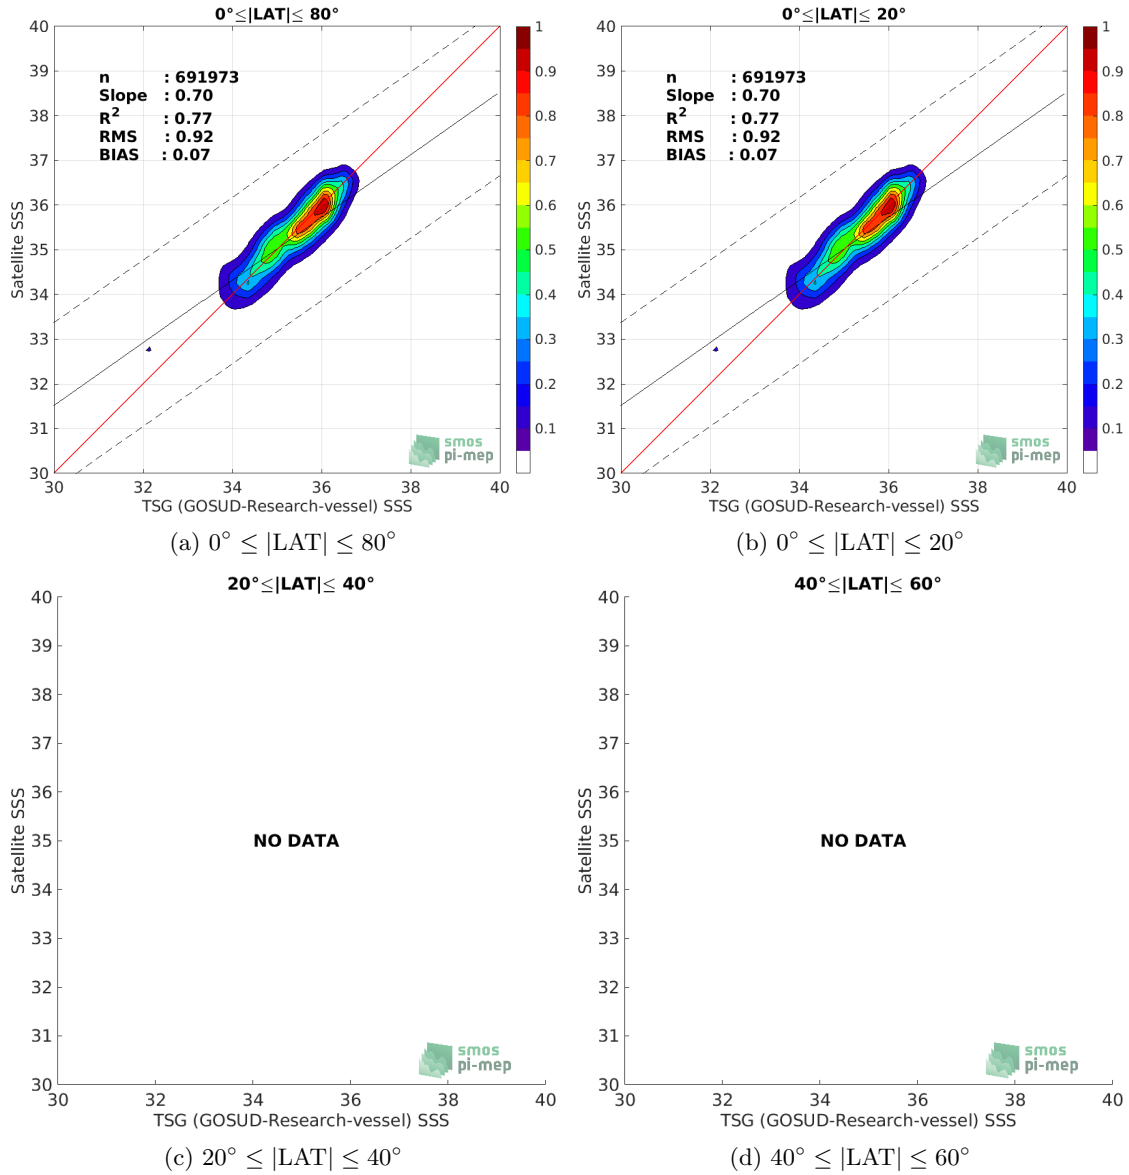 0°≤|LAT|≤ 80°
n : 691973
Slope : 0.70
R² : 0.77
RMS : 0.92
BIAS : 0.07
40
39
38
37
36
35
34
33
32
31
30
Satellite SSS
30 32 34 36 38 40
TSG (GOSUD-Research-vessel) SSS
1
0.9
0.8
0.7
0.6
0.5
0.4
0.3
0.2
0.1
smos
pi-mep
(a) 0° ≤ |LAT| ≤ 80°
0°≤|LAT|≤ 20°
n : 691973
Slope : 0.70
R² : 0.77
RMS : 0.92
BIAS : 0.07
40
39
38
37
36
35
34
33
32
31
30
Satellite SSS
30 32 34 36 38 40
TSG (GOSUD-Research-vessel) SSS
1
0.9
0.8
0.7
0.6
0.5
0.4
0.3
0.2
0.1
smos
pi-mep
(b) 0° ≤ |LAT| ≤ 20°
20°≤|LAT|≤ 40°
40
39
38
37
36
35
34
33
32
31
30
Satellite SSS
NO DATA
30 32 34 36 38 40
TSG (GOSUD-Research-vessel) SSS
smos
pi-mep
(c) 20° ≤ |LAT| ≤ 40°
40°≤|LAT|≤ 60°
40
39
38
37
36
35
34
33
32
31
30
Satellite SSS
NO DATA
30 32 34 36 38 40
TSG (GOSUD-Research-vessel) SSS
smos
pi-mep
(d) 40° ≤ |LAT| ≤ 60°